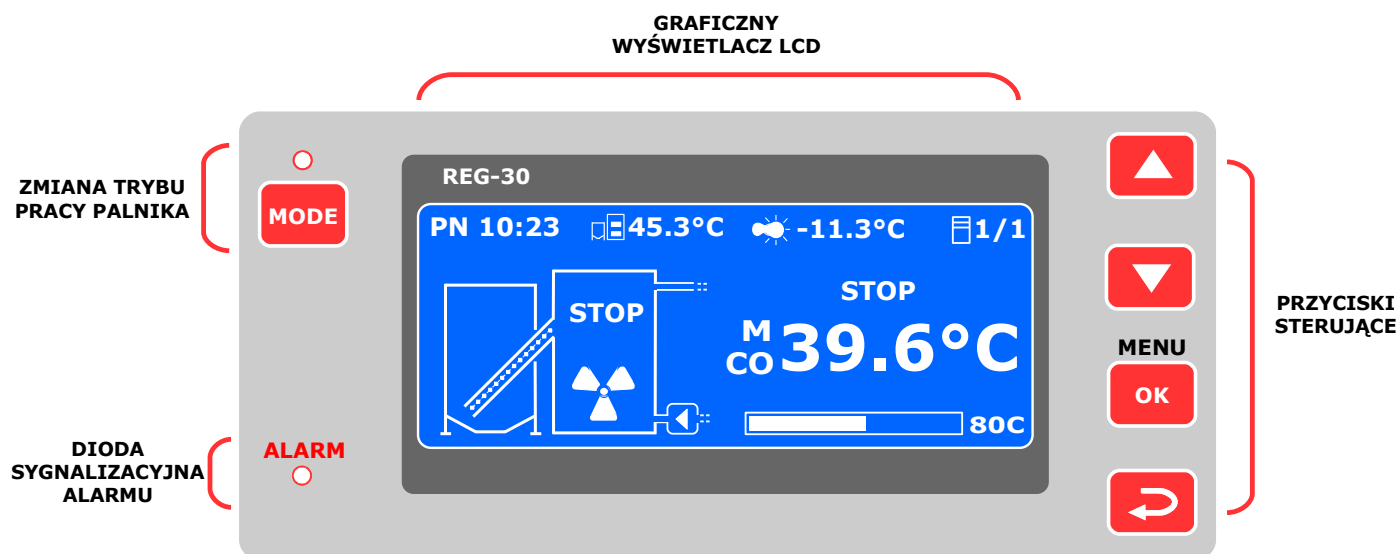 GRAFICZNY
WYŚWIETLACZ LCD
ZMIANA TRYBU
PRACY PALNIKA
MODE
REG-30
PN 10:23 45.3°C -11.3°C 1/1
STOP
STOP
M
CO 39.6°C
80C
MENU
OK
PRZYCISKI
STERUJĄCE
DIODA
SYGNALIZACYJNA
ALARMU
ALARM